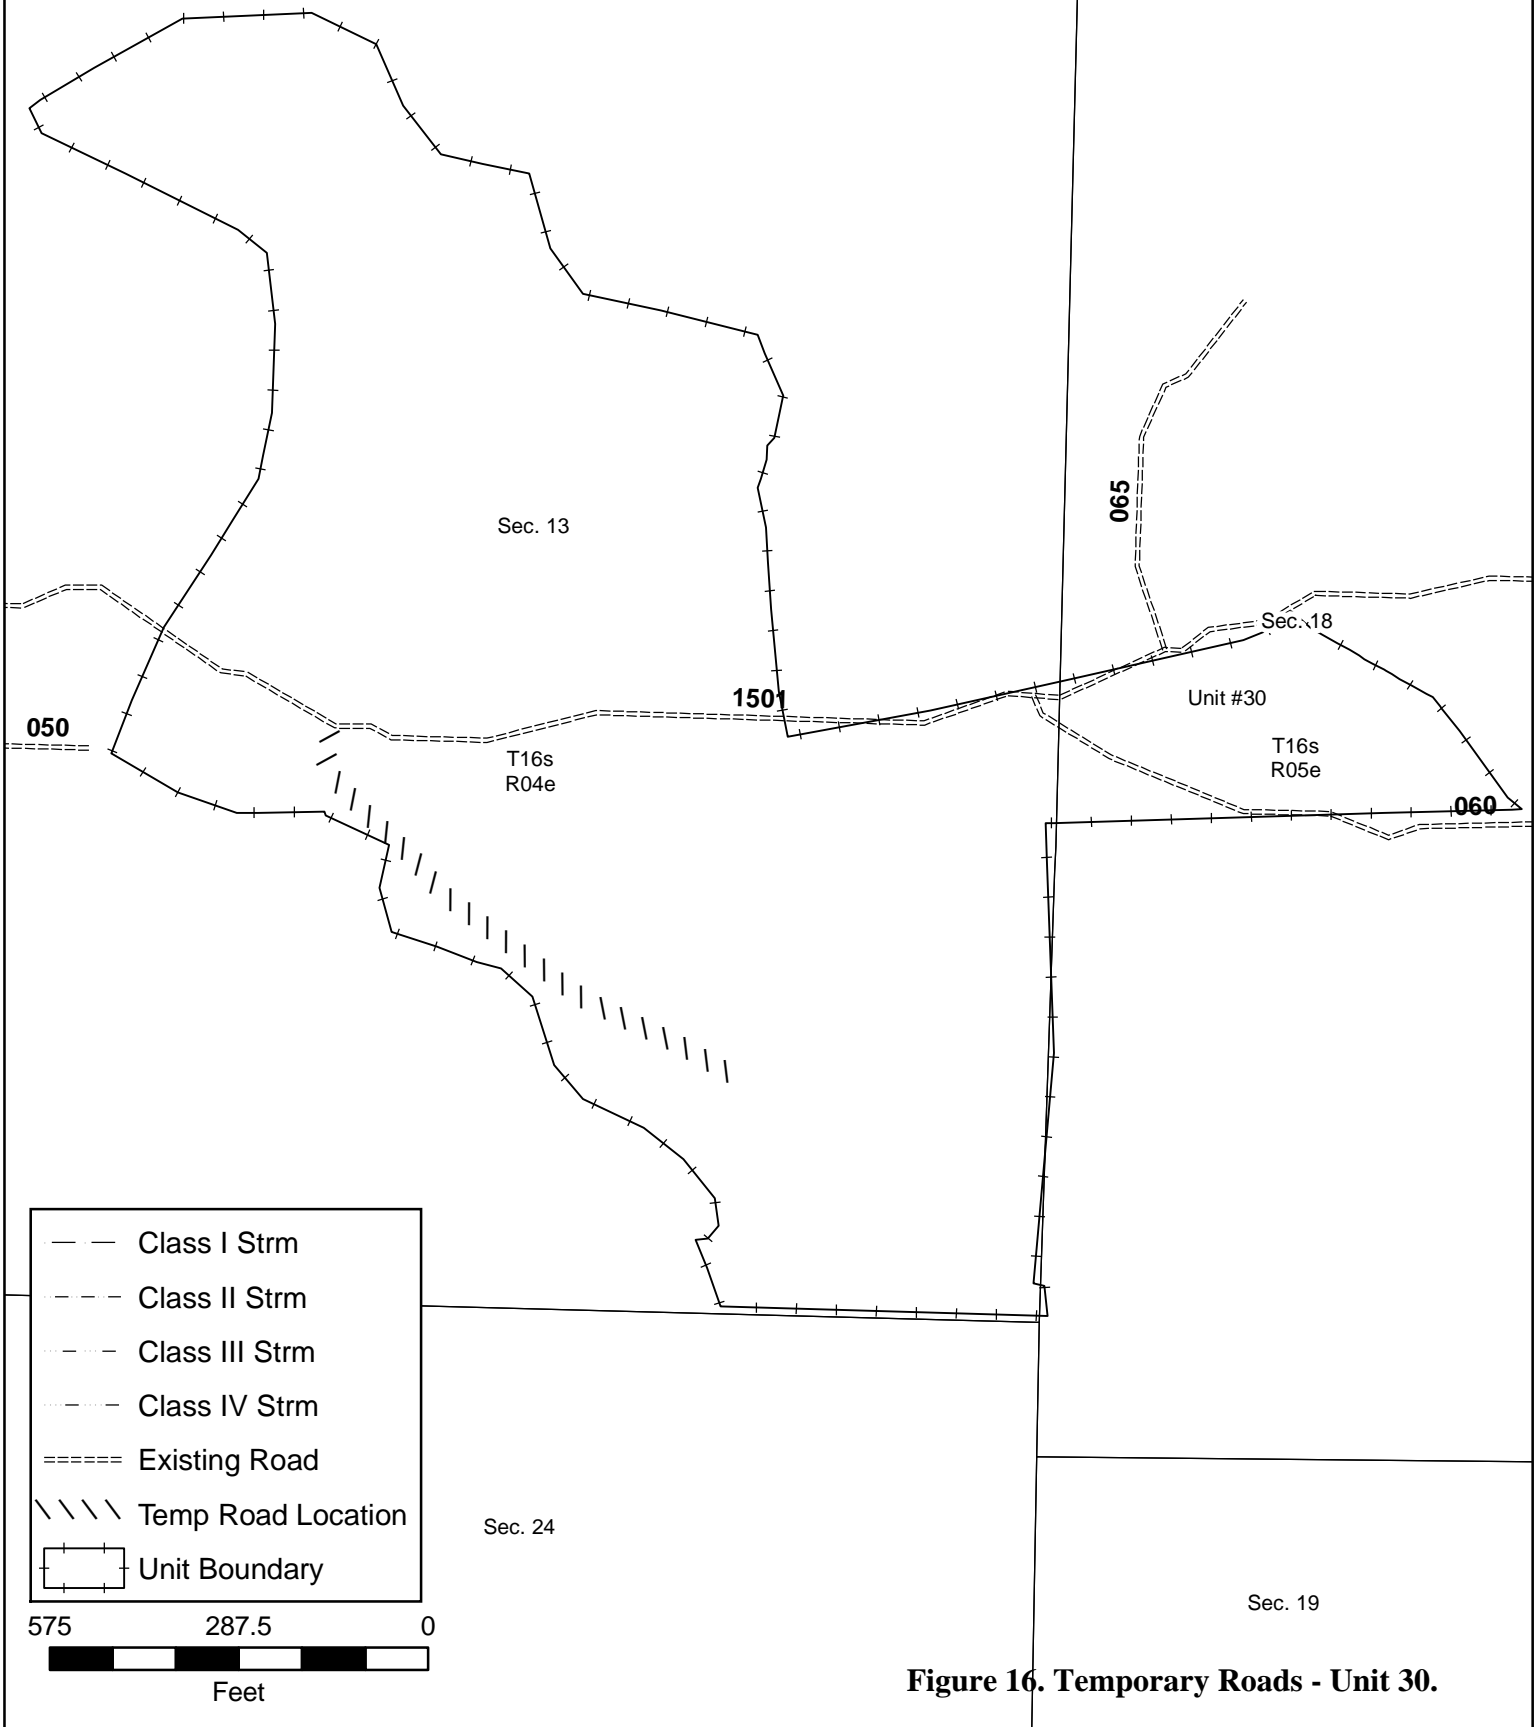 065
Sec. 13
Sec. 18
1501
Unit #30
050
T16s
R04e
T16s
R05e
060
Class I Strm
Class II Strm
Class III Strm
Class IV Strm
Existing Road
Temp Road Location
Unit Boundary
Sec. 24
Sec. 19
575 287.5 0
Feet
Figure 16. Temporary Roads - Unit 30.